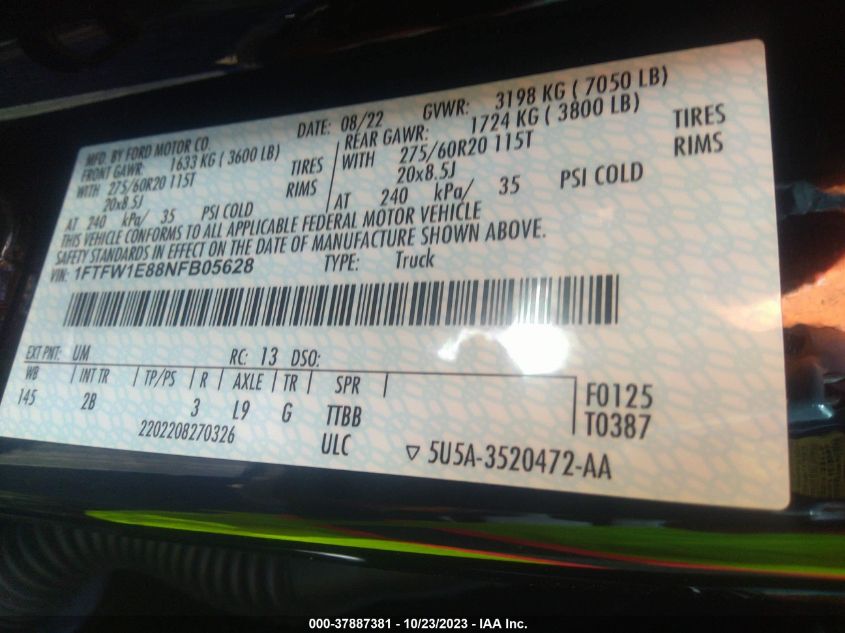 MFD. BY FORD MOTOR CO. DATE: 08/22 GVWR: 3198 KG ( 7050 LB)
FRONT GAWR: 1633 KG ( 3600 LB) REAR GAWR: 1724 KG ( 3800 LB)
WITH 275/60R20 115T TIRES WITH 275/60R20 115T TIRES
20x8.5J RIMS 20x8.5J RIMS
AT 240 kPa/ 35 PSI COLD AT 240 kPa/ 35 PSI COLD
THIS VEHICLE CONFORMS TO ALL APPLICABLE FEDERAL MOTOR VEHICLE
SAFETY STANDARDS IN EFFECT ON THE DATE OF MANUFACTURE SHOWN ABOVE.
VIN: 1FTFW1E88NFB05628 TYPE: Truck
EXT PNT: UM RC: 13 DSO:
WB INT TR TP/PS R AXLE TR SPR
145 2B 3 L9 G TTBB F0125
2202208270326 ULC T0387
5U5A-3520472-AA
000-37887381 - 10/23/2023 - IAA Inc.